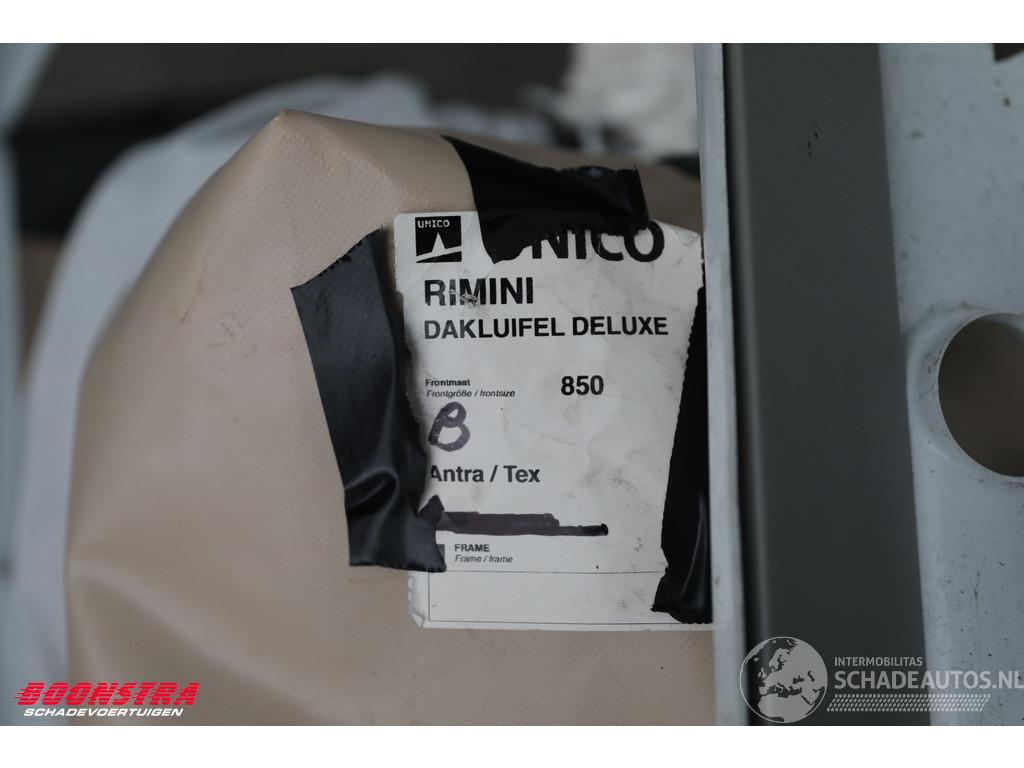 UNICO
UNICO
RIMINI
DAKLUIFEL DELUXE
Frontmaat
Frontgröße / frontsize
850
B
Antra / Tex
FRAME
Frame / frame
BOONSTRA
SCHADEVOERTUIGEN
INTERMOBILITAS
SCHADEAUTOS.NL